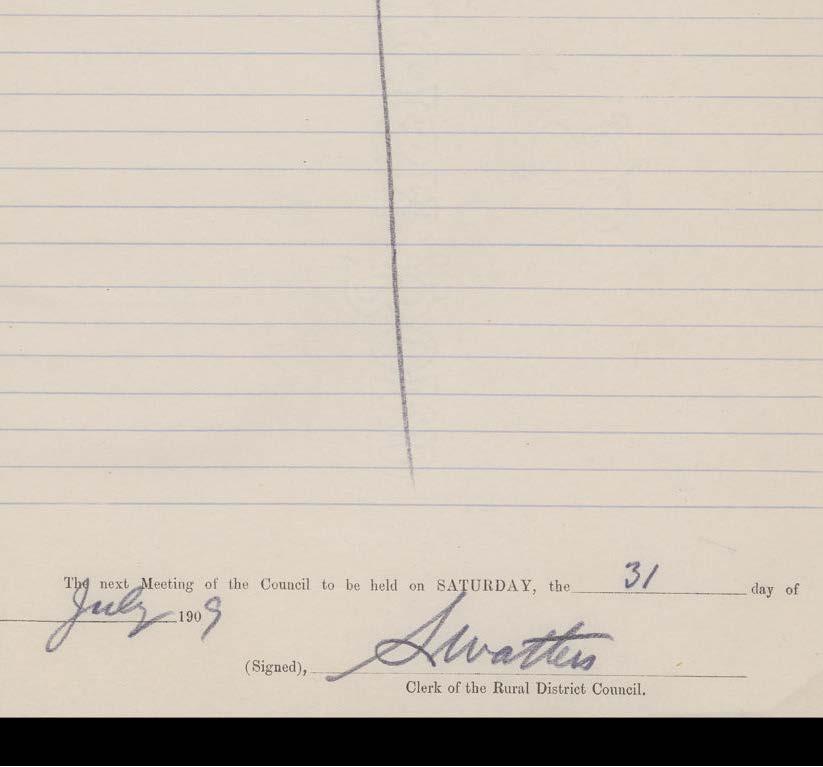 The next Meeting of the Council to be held on SATURDAY, the 31 day of
July 1909
(Signed), S Watters
Clerk of the Rural District Council.